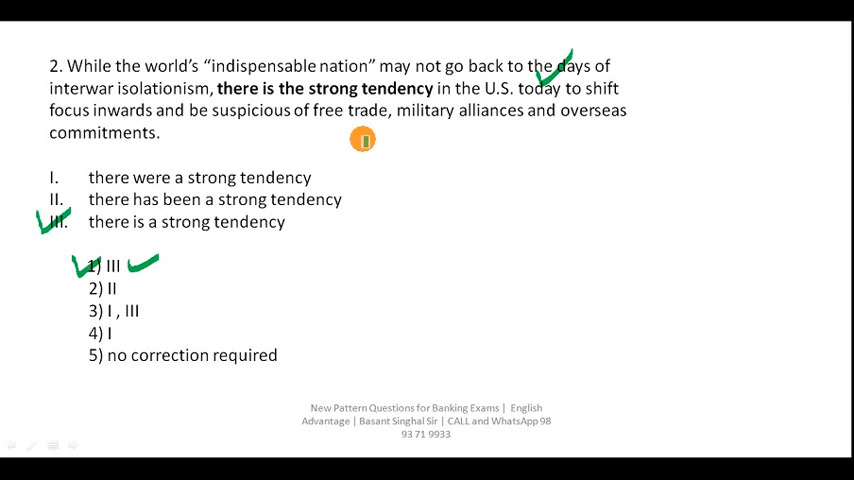 2. While the world's "indispensable nation" may not go back to the days of
interwar isolationism, there is the strong tendency in the U.S. today to shift
focus inwards and be suspicious of free trade, military alliances and overseas
commitments.
I. there were a strong tendency
II. there has been a strong tendency
III. there is a strong tendency
1) III
2) II
3) I , III
4) I
5) no correction required
New Pattern Questions for Banking Exams | English
Advantage | Basant Singhal Sir | CALL and WhatsApp 98
93 71 9933